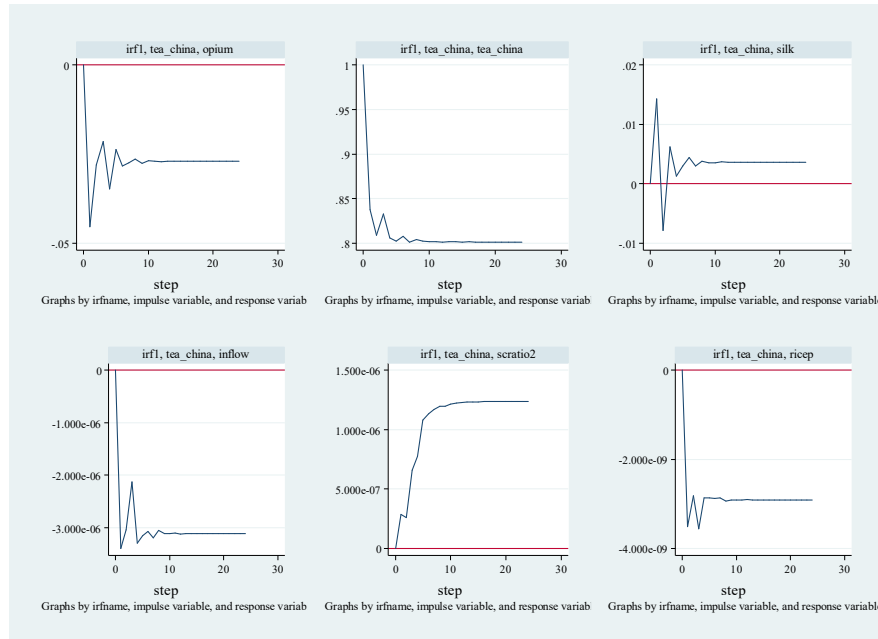 irf1, tea_china, opium
0
-.05
0 10 20 30
step
Graphs by irfname, impulse variable, and response variab
irf1, tea_china, tea_china
1
.95
.9
.85
.8
0 10 20 30
step
Graphs by irfname, impulse variable, and response variab
irf1, tea_china, silk
.02
.01
0
-.01
0 10 20 30
step
Graphs by irfname, impulse variable, and response variable
irf1, tea_china, inflow
0
-1.000e-06
-2.000e-06
-3.000e-06
0 10 20 30
step
Graphs by irfname, impulse variable, and response variab
irf1, tea_china, scratio2
1.500e-06
1.000e-06
5.000e-07
0
0 10 20 30
step
Graphs by irfname, impulse variable, and response variab
irf1, tea_china, ricep
0
-2.000e-09
-4.000e-09
0 10 20 30
step
Graphs by irfname, impulse variable, and response variable